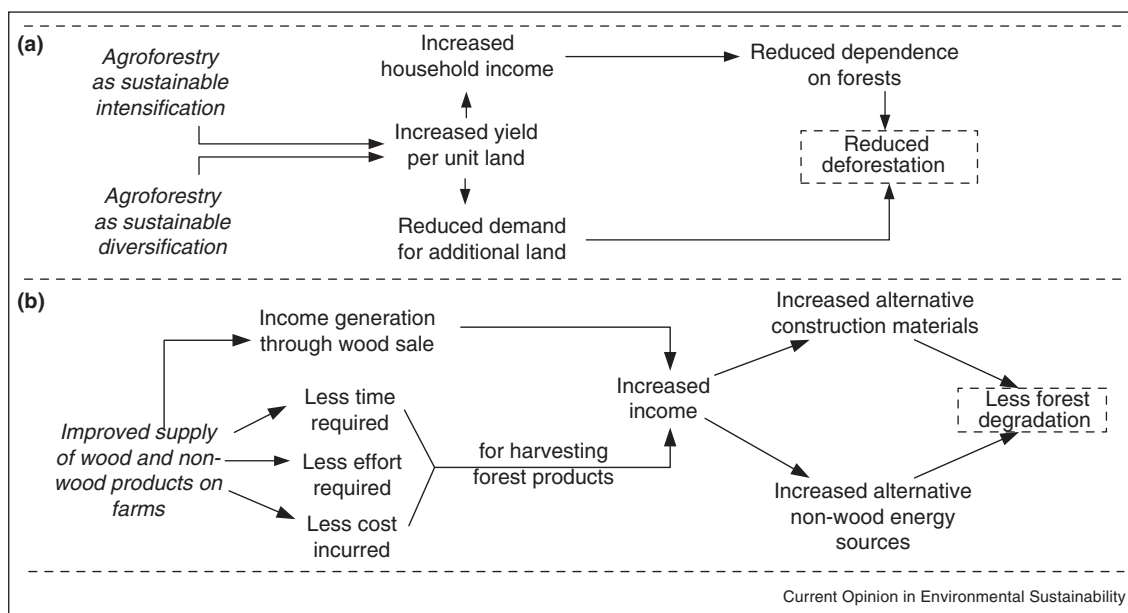 (a)
Agroforestry
as sustainable
intensification
Agroforestry
as sustainable
diversification
Increased
household income
Increased yield
per unit land
Reduced demand
for additional land
Reduced dependence
on forests
Reduced
deforestation
(b)
Improved supply
of wood and non-
wood products on
farms
Income generation
through wood sale
Less time
required
Less effort
required
Less cost
incurred
for harvesting
forest products
Increased
income
Increased alternative
construction materials
Increased alternative
non-wood energy
sources
Less forest
degradation
Current Opinion in Environmental Sustainability